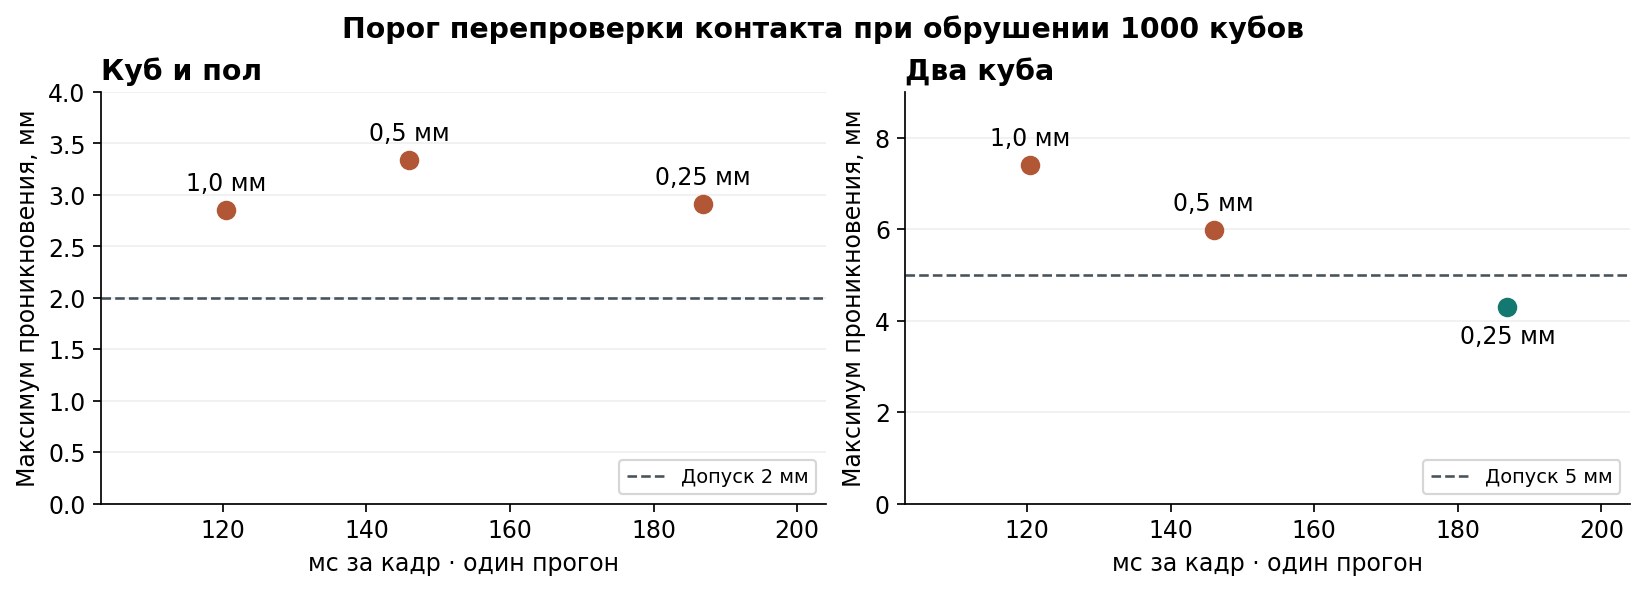 Порог перепроверки контакта при обрушении 1000 кубов
Куб и пол
Максимум проникновения, мм
4.0
3.5
3.0
2.5
2.0
1.5
1.0
0.5
0.0
1,0 мм
0,5 мм
0,25 мм
Допуск 2 мм
120
140
160
180
200
мс за кадр · один прогон
Два куба
Максимум проникновения, мм
8
6
4
2
0
1,0 мм
0,5 мм
0,25 мм
Допуск 5 мм
120
140
160
180
200
мс за кадр · один прогон